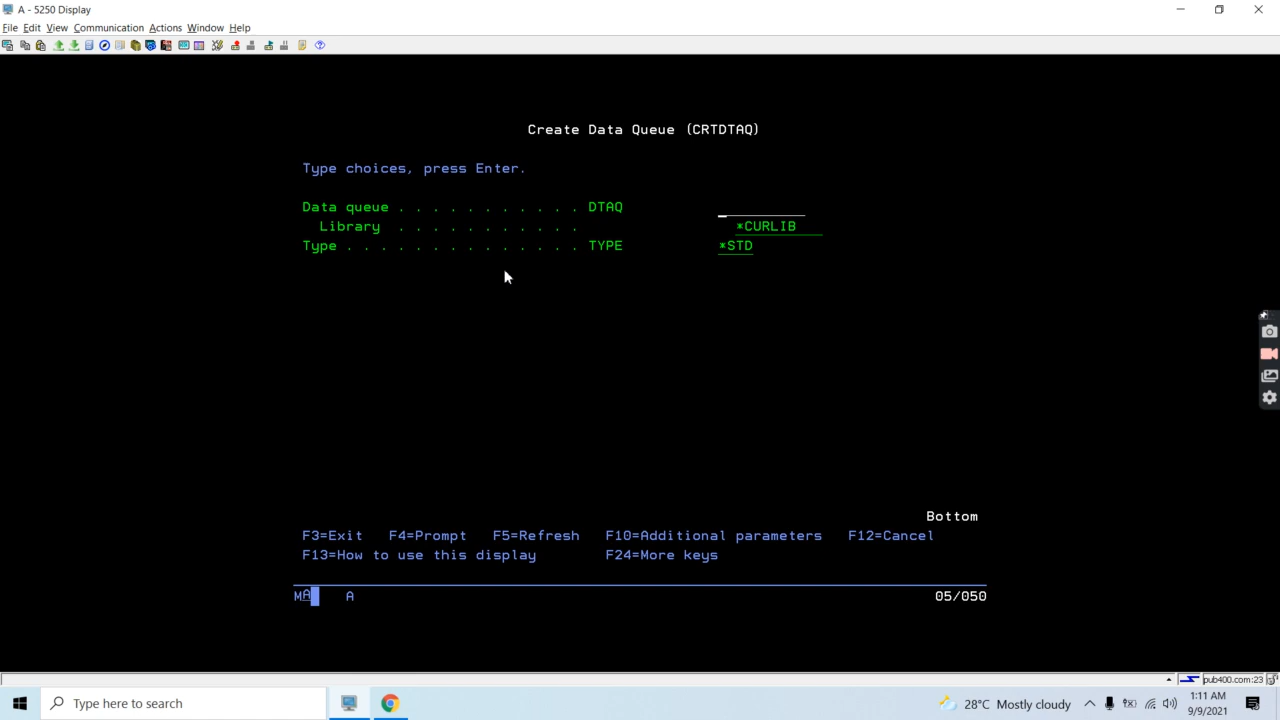 A - 5250 Display
File Edit View Communication Actions Window Help
Create Data Queue (CRTDTAQ)
Type choices, press Enter.
Data queue . . . . . . . . . . . DTAQ
Library . . . . . . . . . . . *CURLIB
Type . . . . . . . . . . . . . . TYPE *STD
Bottom
F3=Exit F4=Prompt F5=Refresh F10=Additional parameters F12=Cancel
F13=How to use this display F24=More keys
MA A 05/050
pub400.com:23
Type here to search
28°C Mostly cloudy
1:11 AM
9/9/2021